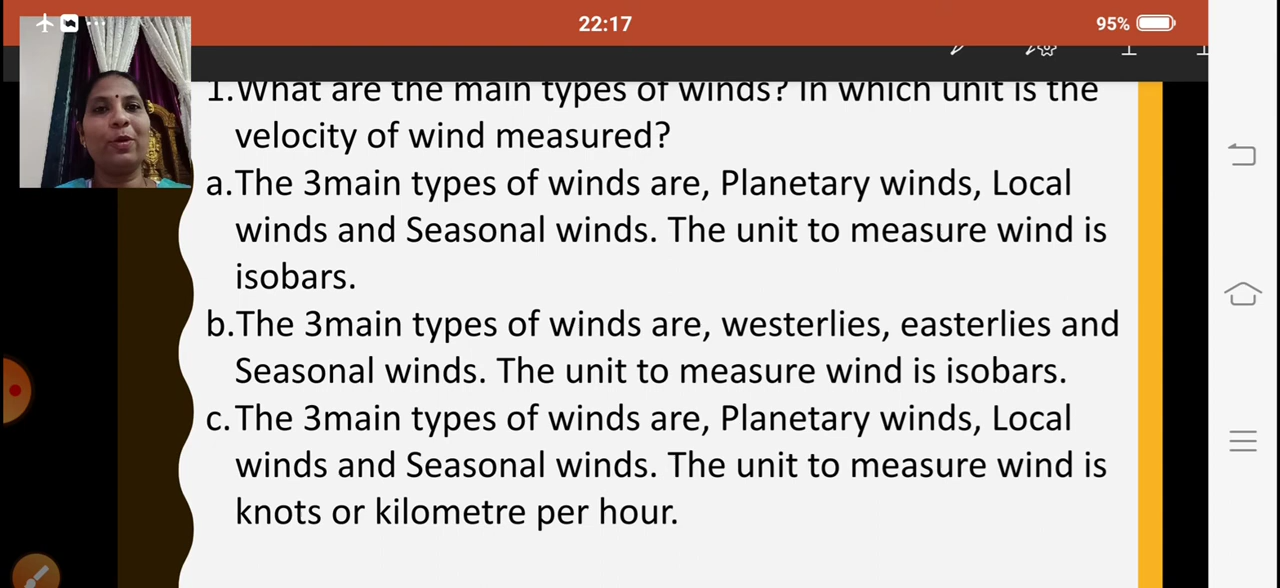 22:17
95%
1.What are the main types of winds? In which unit is the
velocity of wind measured?
a.The 3main types of winds are, Planetary winds, Local
winds and Seasonal winds. The unit to measure wind is
isobars.
b.The 3main types of winds are, westerlies, easterlies and
Seasonal winds. The unit to measure wind is isobars.
c.The 3main types of winds are, Planetary winds, Local
winds and Seasonal winds. The unit to measure wind is
knots or kilometre per hour.